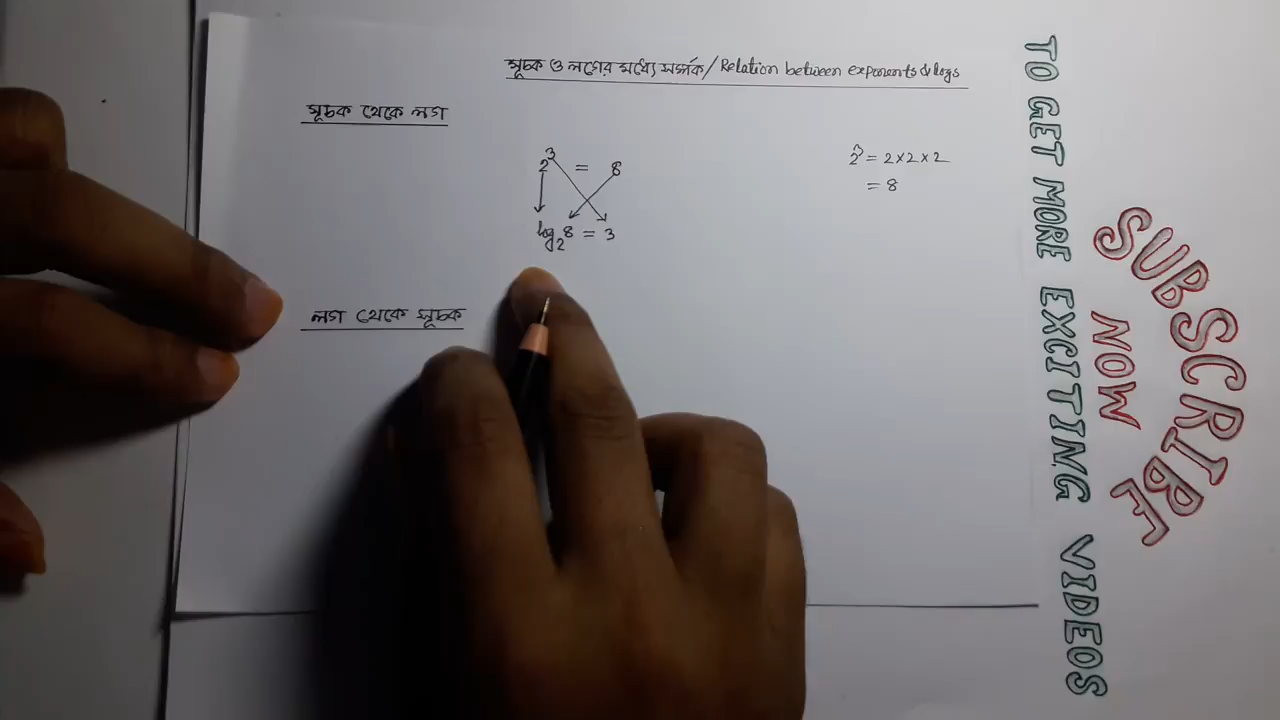 সূচক ও লগের মধ্যে সম্পর্ক / Relation between exponents & logs
সূচক থেকে লগ
2³ = 8
log₂8 = 3
2³ = 2×2×2
= 8
লগ থেকে সূচক
TO GET MORE EXCITING VIDEOS
SUBSCRIBE
NOW